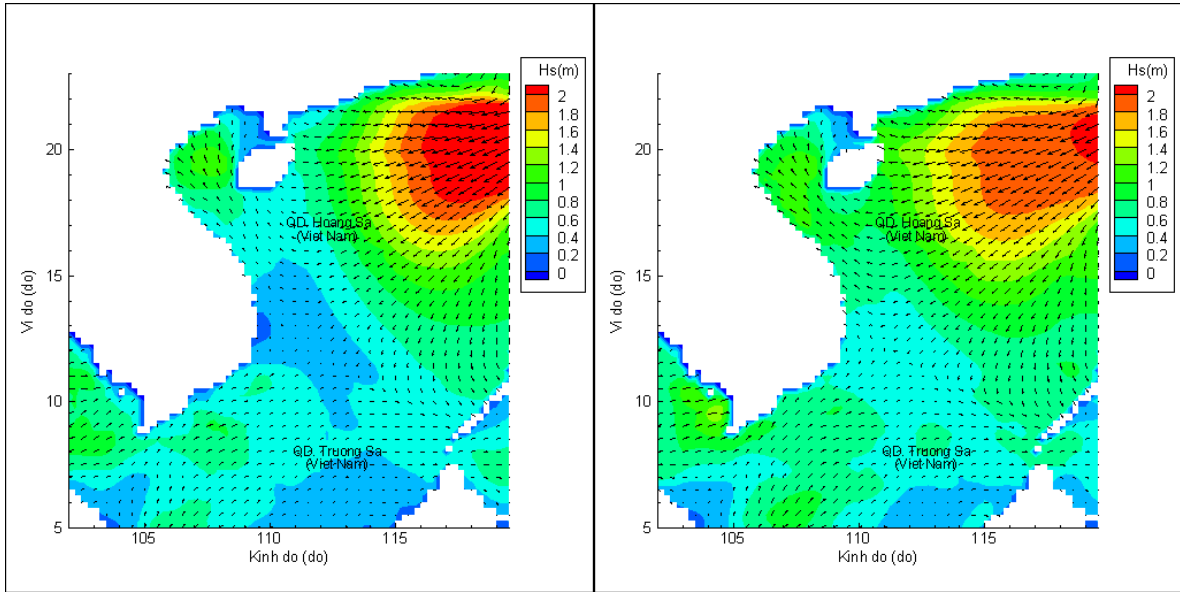 Hs(m)
2
1.8
1.6
1.4
1.2
1
0.8
0.6
0.4
0.2
0
20
15
10
5
Vi do (do)
QD. Hoang Sa
(Viet Nam)
QD. Truong Sa
(Viet Nam)
105
110
115
Kinh do (do)
Hs(m)
2
1.8
1.6
1.4
1.2
1
0.8
0.6
0.4
0.2
0
20
15
10
5
Vi do (do)
QD. Hoang Sa
(Viet Nam)
QD. Truong Sa
(Viet Nam)
105
110
115
Kinh do (do)